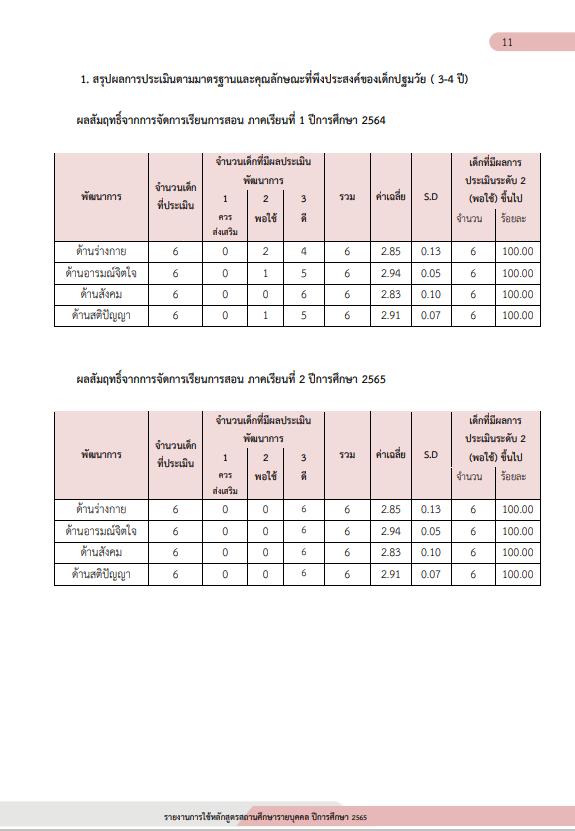 11
1. สรุปผลการประเมินตามมาตรฐานและคุณลักษณะที่พึงประสงค์ของเด็กปฐมวัย ( 3-4 ปี)
ผลสัมฤทธิ์จากการจัดการเรียนการสอน ภาคเรียนที่ 1 ปีการศึกษา 2564
พัฒนาการ จำนวนเด็กที่ประเมิน จำนวนเด็กที่มีผลประเมินพัฒนาการ รวม ค่าเฉลี่ย S.D เด็กที่มีผลการประเมินระดับ 2 (พอใช้) ขึ้นไป
1 ควรส่งเสริม 2 พอใช้ 3 ดี จำนวน ร้อยละ
ด้านร่างกาย 6 0 2 4 6 2.85 0.13 6 100.00
ด้านอารมณ์จิตใจ 6 0 1 5 6 2.94 0.05 6 100.00
ด้านสังคม 6 0 0 6 6 2.83 0.10 6 100.00
ด้านสติปัญญา 6 0 1 5 6 2.91 0.07 6 100.00
ผลสัมฤทธิ์จากการจัดการเรียนการสอน ภาคเรียนที่ 2 ปีการศึกษา 2565
พัฒนาการ จำนวนเด็กที่ประเมิน จำนวนเด็กที่มีผลประเมินพัฒนาการ รวม ค่าเฉลี่ย S.D เด็กที่มีผลการประเมินระดับ 2 (พอใช้) ขึ้นไป
1 ควรส่งเสริม 2 พอใช้ 3 ดี จำนวน ร้อยละ
ด้านร่างกาย 6 0 0 6 6 2.85 0.13 6 100.00
ด้านอารมณ์จิตใจ 6 0 0 6 6 2.94 0.05 6 100.00
ด้านสังคม 6 0 0 6 6 2.83 0.10 6 100.00
ด้านสติปัญญา 6 0 0 6 6 2.91 0.07 6 100.00
รายงานการใช้หลักสูตรสถานศึกษารายบุคคล ปีการศึกษา 2565